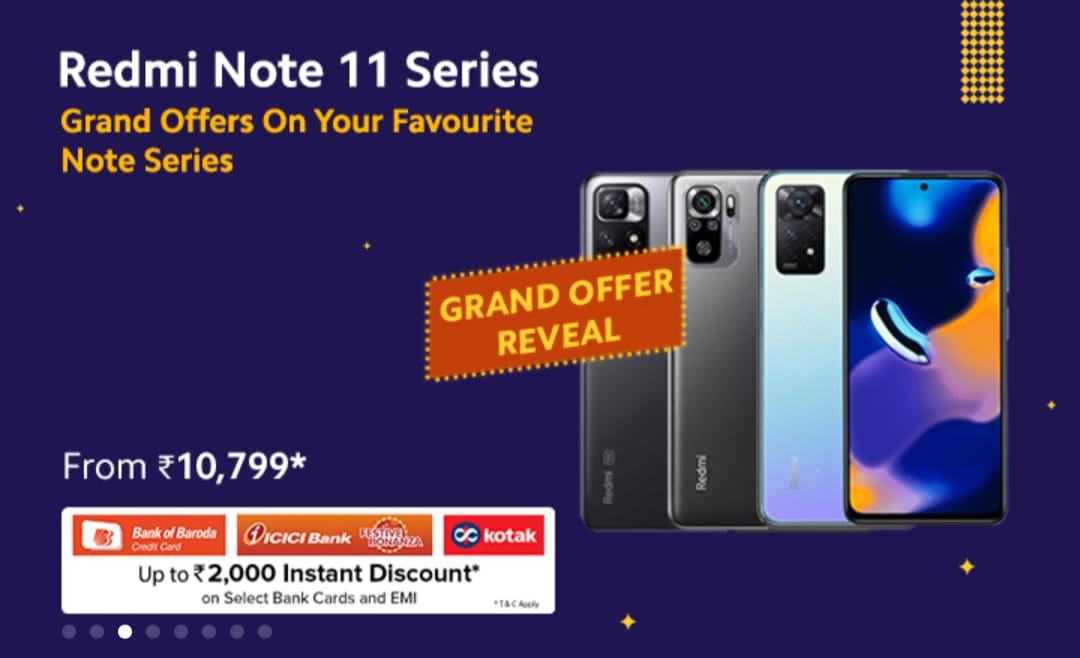 Redmi Note 11 Series
Grand Offers On Your Favourite
Note Series
GRAND OFFER
REVEAL
Redmi
Redmi
Redmi
From ₹10,799*
Bank of Baroda
Credit Card
ICICI Bank
FESTIVE
BONANZA
kotak
Up to ₹2,000 Instant Discount*
on Select Bank Cards and EMI
*T&C Apply